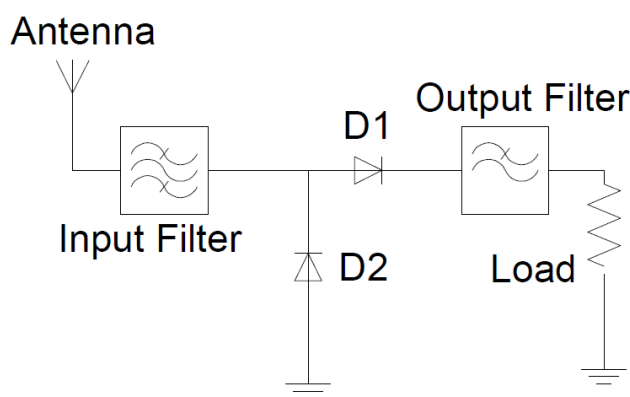 Antenna
Output Filter
D1
Input Filter
D2
Load